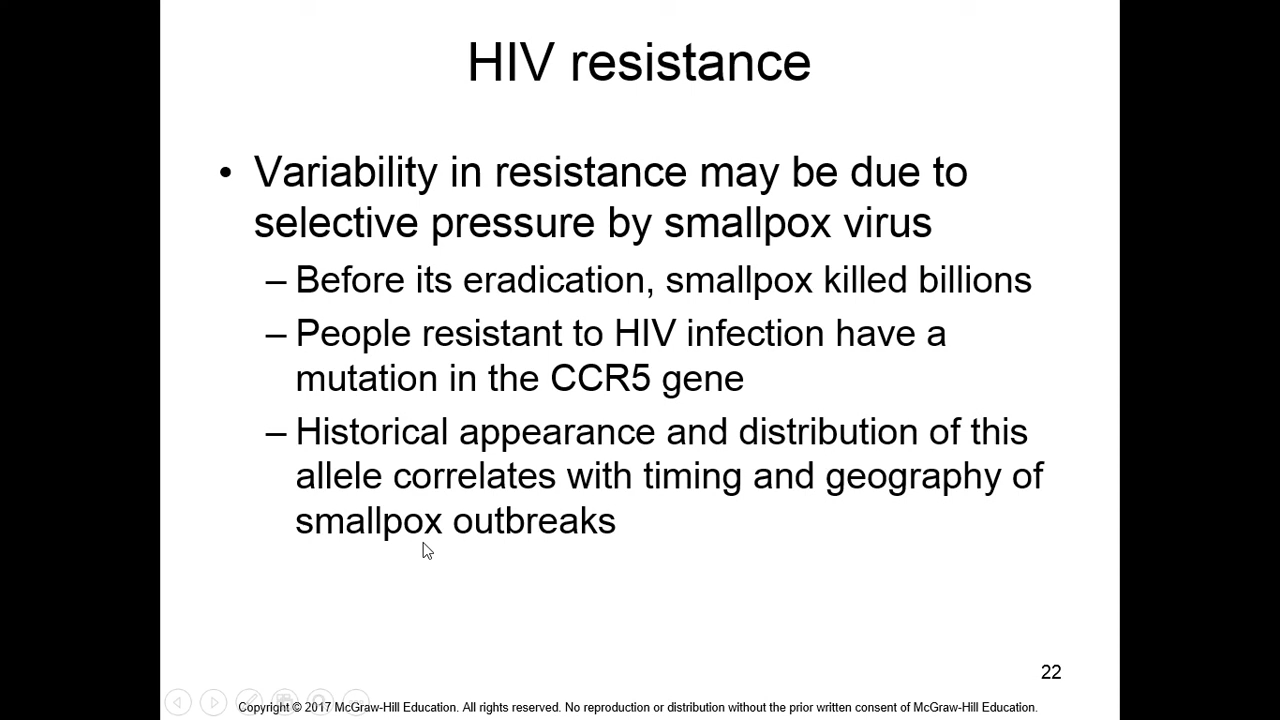 HIV resistance
• Variability in resistance may be due to
selective pressure by smallpox virus
– Before its eradication, smallpox killed billions
– People resistant to HIV infection have a
mutation in the CCR5 gene
– Historical appearance and distribution of this
allele correlates with timing and geography of
smallpox outbreaks
22
Copyright © 2017 McGraw-Hill Education. All rights reserved. No reproduction or distribution without the prior written consent of McGraw-Hill Education.